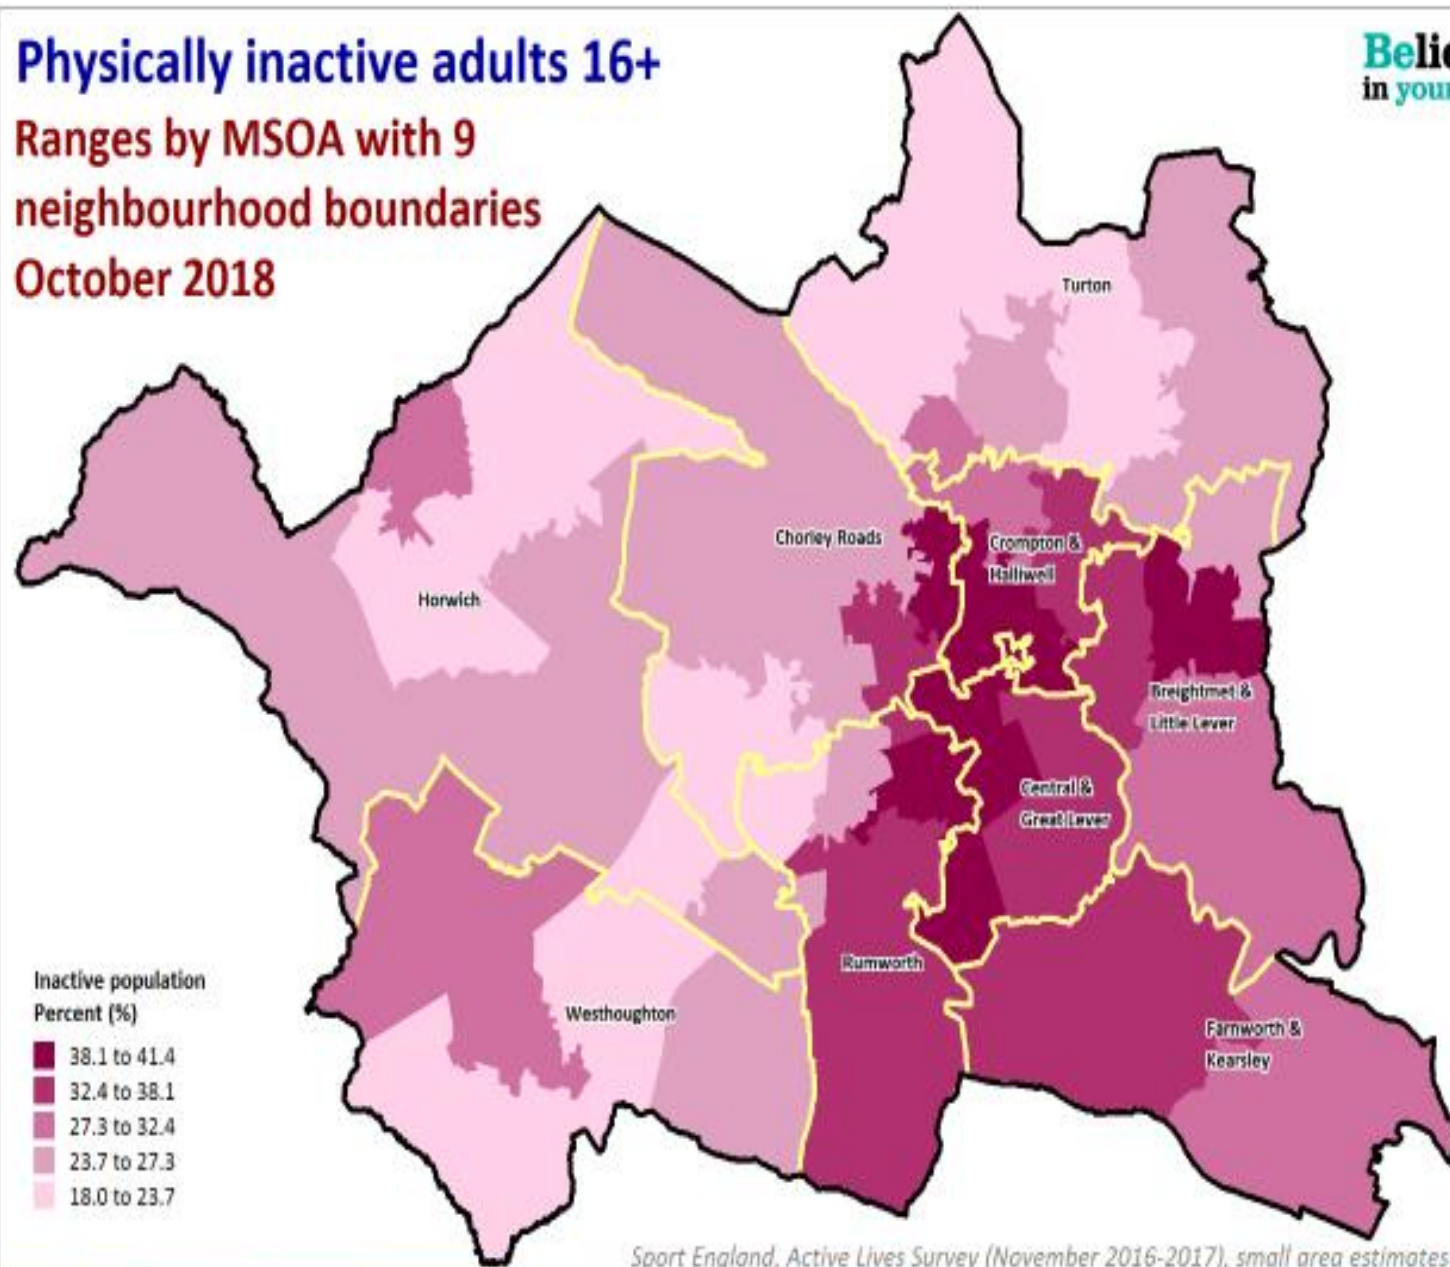 Physically inactive adults 16+
Ranges by MSOA with 9
neighbourhood boundaries
October 2018
Belie
in your
Turton
Chorley Roads
Crompton &
Halliwell
Horwich
Breightmet &
Little Lever
Central &
Great Lever
Rumworth
Westhoughton
Farnworth &
Kearsley
Inactive population
Percent (%)
38.1 to 41.4
32.4 to 38.1
27.3 to 32.4
23.7 to 27.3
18.0 to 23.7
Sport England, Active Lives Survey (November 2016-2017), small area estimates